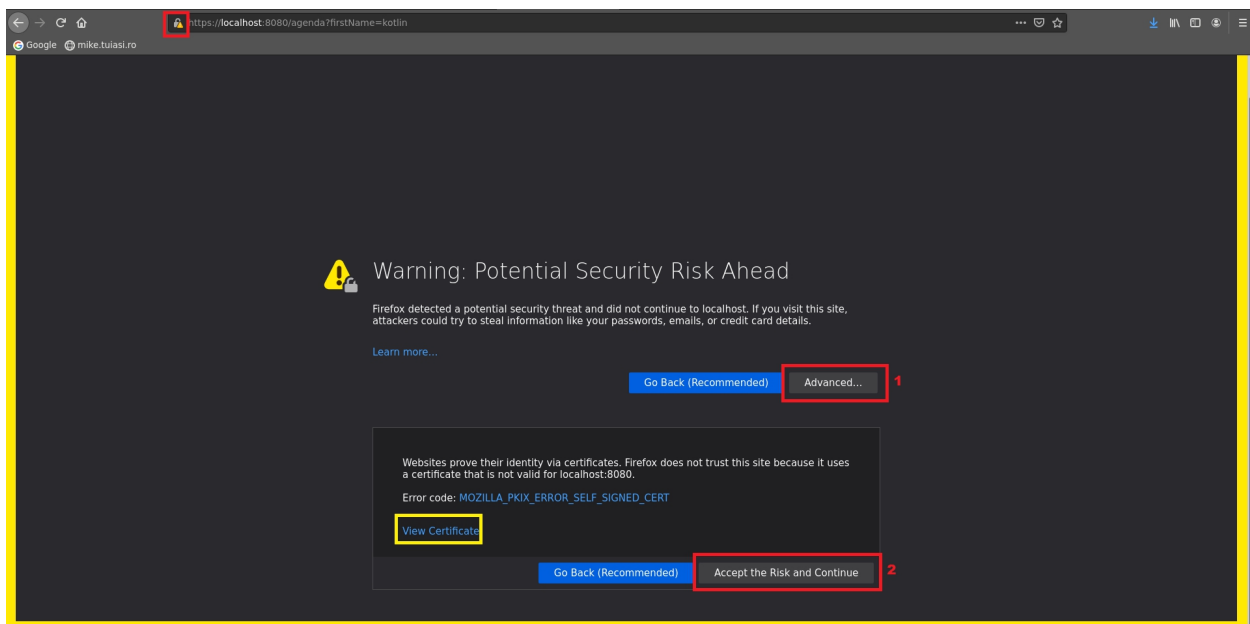 https://localhost:8080/agenda?firstName=kotlin
Google mike.tuiasi.ro
Warning: Potential Security Risk Ahead
Firefox detected a potential security threat and did not continue to localhost. If you visit this site,
attackers could try to steal information like your passwords, emails, or credit card details.
Learn more...
Go Back (Recommended) Advanced... 1
Websites prove their identity via certificates. Firefox does not trust this site because it uses
a certificate that is not valid for localhost:8080.
Error code: MOZILLA_PKIX_ERROR_SELF_SIGNED_CERT
View Certificate
Go Back (Recommended) Accept the Risk and Continue 2